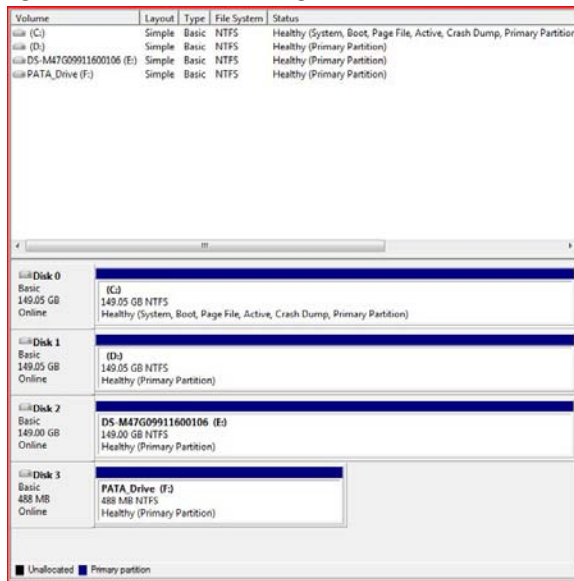 Volume Layout Type File System Status
(C:) Simple Basic NTFS Healthy (System, Boot, Page File, Active, Crash Dump, Primary Partition
(D:) Simple Basic NTFS Healthy (Primary Partition)
DS-M47G09911600106 (E:) Simple Basic NTFS Healthy (Primary Partition)
PATA_Drive (F:) Simple Basic NTFS Healthy (Primary Partition)
Disk 0
Basic
149.05 GB
Online
(C:)
149.05 GB NTFS
Healthy (System, Boot, Page File, Active, Crash Dump, Primary Partition)
Disk 1
Basic
149.05 GB
Online
(D:)
149.05 GB NTFS
Healthy (Primary Partition)
Disk 2
Basic
149.00 GB
Online
DS-M47G09911600106 (E:)
149.00 GB NTFS
Healthy (Primary Partition)
Disk 3
Basic
488 MB
Online
PATA_Drive (F:)
488 MB NTFS
Healthy (Primary Partition)
Unallocated Primary partition